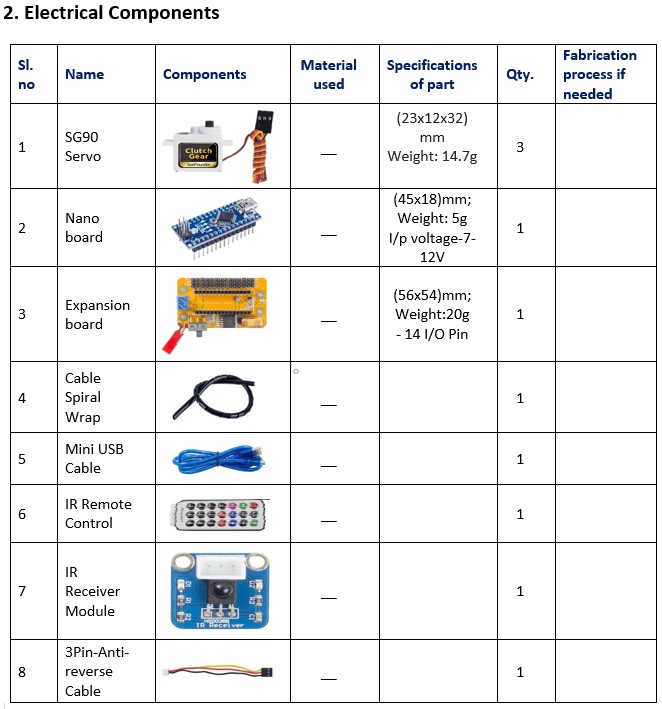 2. Electrical Components
Sl.
no
Name
Components
Material
used
Specifications
of part
Qty.
Fabrication
process if
needed
1
SG90
Servo
Clutch
Gear
SunFounder
—
(23x12x32)
mm
Weight: 14.7g
3
2
Nano
board
—
(45x18)mm;
Weight: 5g
I/p voltage-7-
12V
1
3
Expansion
board
—
(56x54)mm;
Weight:20g
- 14 I/O Pin
1
4
Cable
Spiral
Wrap
—
1
5
Mini USB
Cable
—
1
6
IR Remote
Control
—
1
7
IR
Receiver
Module
IR Receiver
—
1
8
3Pin-Anti-
reverse
Cable
—
1